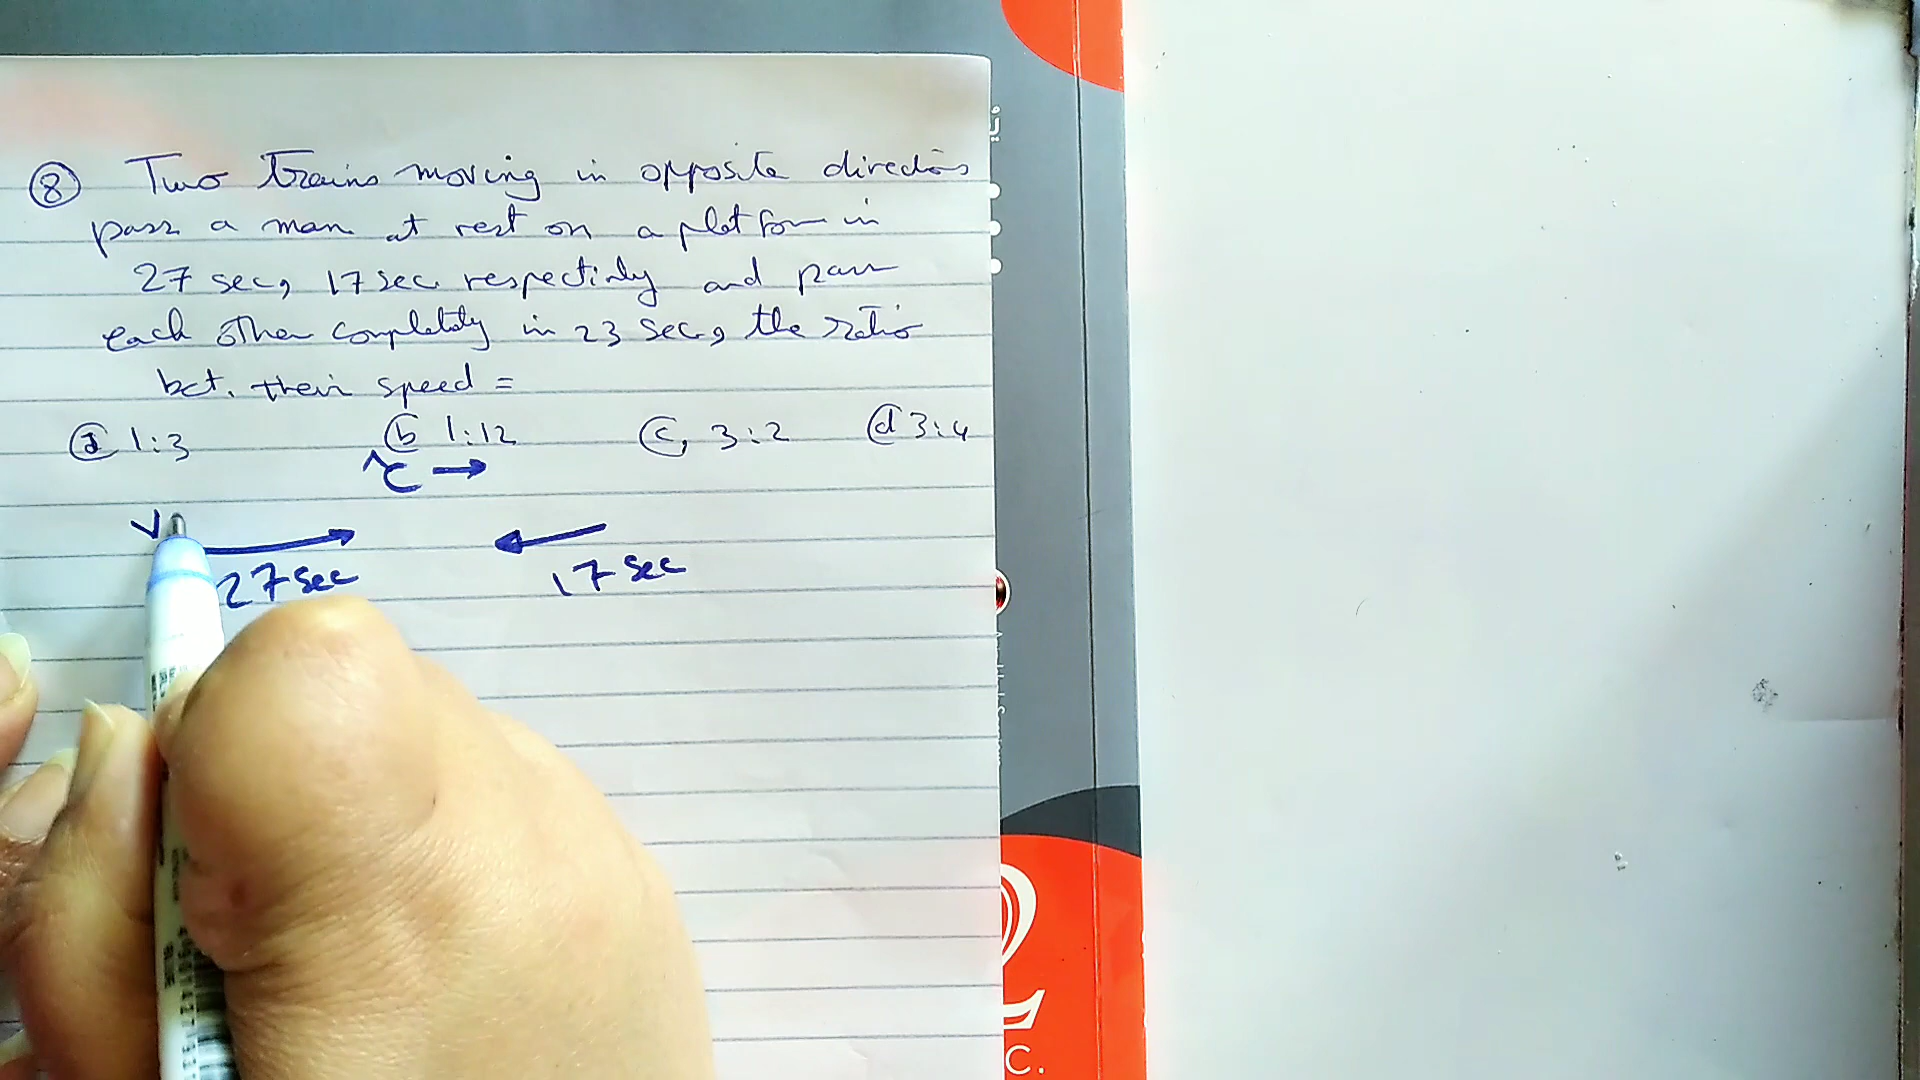 ⑧ Two trains moving in opposite directions
pass a man at rest on a platform in
27 sec, 17 sec respectively and pass
each other completely in 23 sec, the ratio
bet. their speed =
ⓐ 1:3 ⓑ 1:12 ⓒ, 3:2 ⓓ 3:4
^C →
V
27 sec 17 sec
2
C.